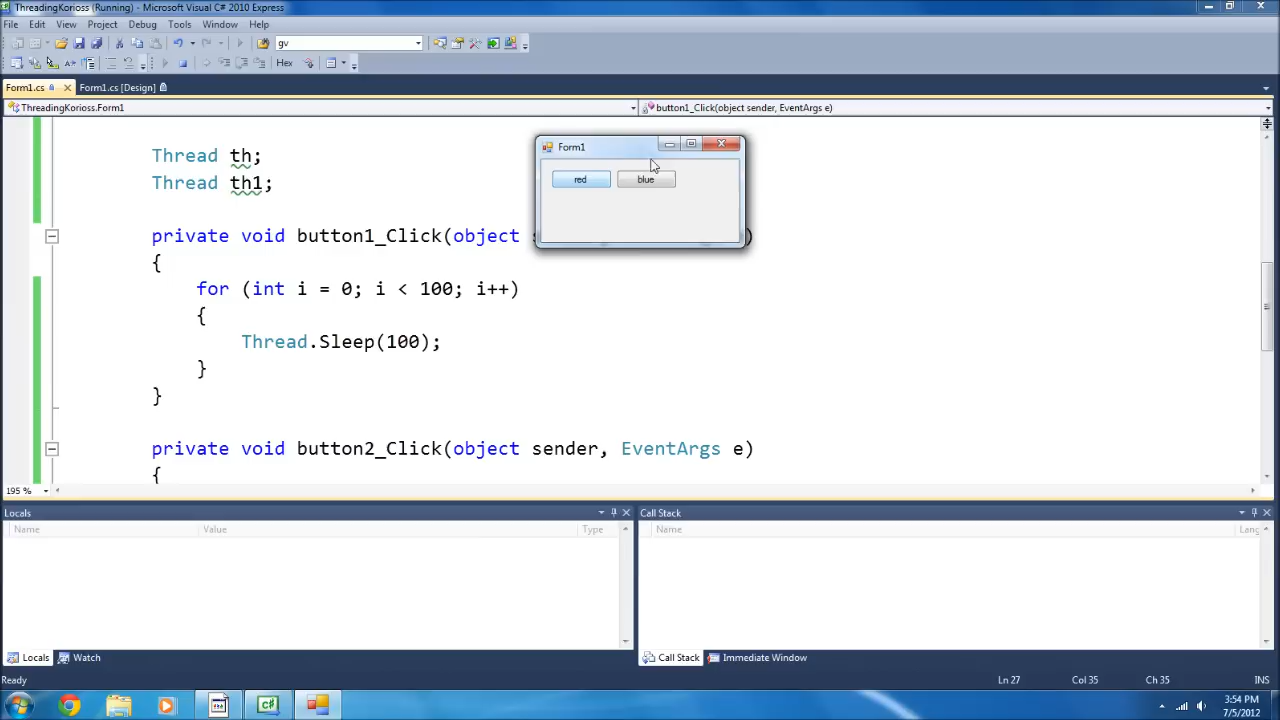 ThreadingKorioss (Running) - Microsoft Visual C# 2010 Express
File Edit View Project Debug Tools Window Help
gv
Hex
Form1.cs Form1.cs [Design]
ThreadingKorioss.Form1 button1_Click(object sender, EventArgs e)
Form1
red blue
Thread th;
Thread th1;
private void button1_Click(object s )
{
for (int i = 0; i < 100; i++)
{
Thread.Sleep(100);
}
}
private void button2_Click(object sender, EventArgs e)
{
195 %
Locals Call Stack
Name Value Type Name Lang
Locals Watch Call Stack Immediate Window
Ready Ln 27 Col 35 Ch 35 INS
3:54 PM
7/5/2012